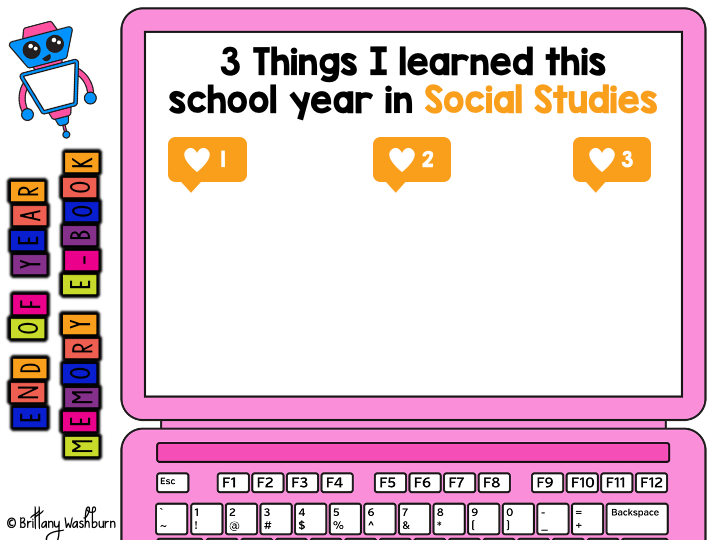 3 Things I learned this
school year in Social Studies
1 2 3
END OF YEAR
MEMORY E-BOOK
Esc F1 F2 F3 F4 F5 F6 F7 F8 F9 F10 F11 F12
` ! @ # $ % ^ & * ( ) - = Backspace
~ 1 2 3 4 5 6 7 8 9 0 _ +
© Brittany Washburn